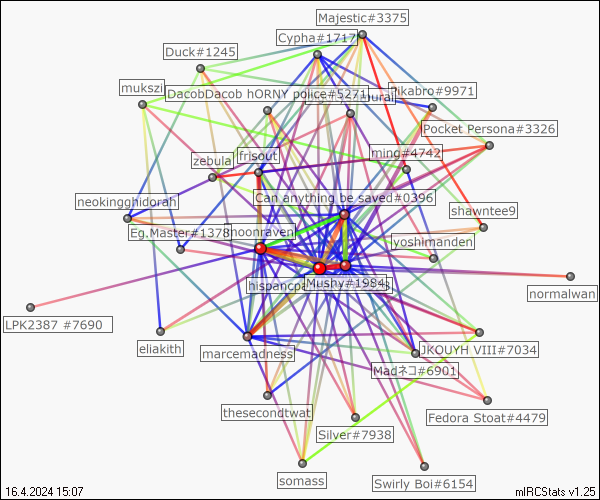 Majestic#3375
Cypha#1717
Duck#1245
mukszi
DacobDacob hORNY police#5271
ural
Pikabro#9971
Pocket Persona#3326
ming#4742
frisout
zebula
Can anything be saved#0396
neokingghidorah
shawntee9
Eg.Master#1378
moonraven
yoshimanden
hispancpa
Mushy#1984
normalwan
LPK2387 #7690
eliakith
marcemadness
JKOUYH VIII#7034
Madネコ#6901
thesecondtwat
Fedora Stoat#4479
Silver#7938
somass
Swirly Boi#6154
16.4.2024 15:07
mIRCStats v1.25